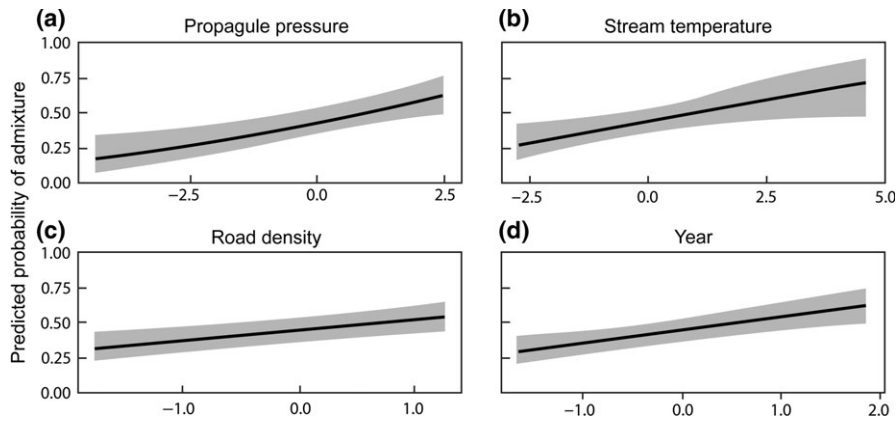 (a) Propagule pressure
(b) Stream temperature
Predicted probability of admixture
1.00
0.75
0.50
0.25
0.00
−2.5 0.0 2.5
−2.5 0.0 2.5 5.0
(c) Road density
(d) Year
1.00
0.75
0.50
0.25
0.00
−1.0 0.0 1.0
−1.0 0.0 1.0 2.0